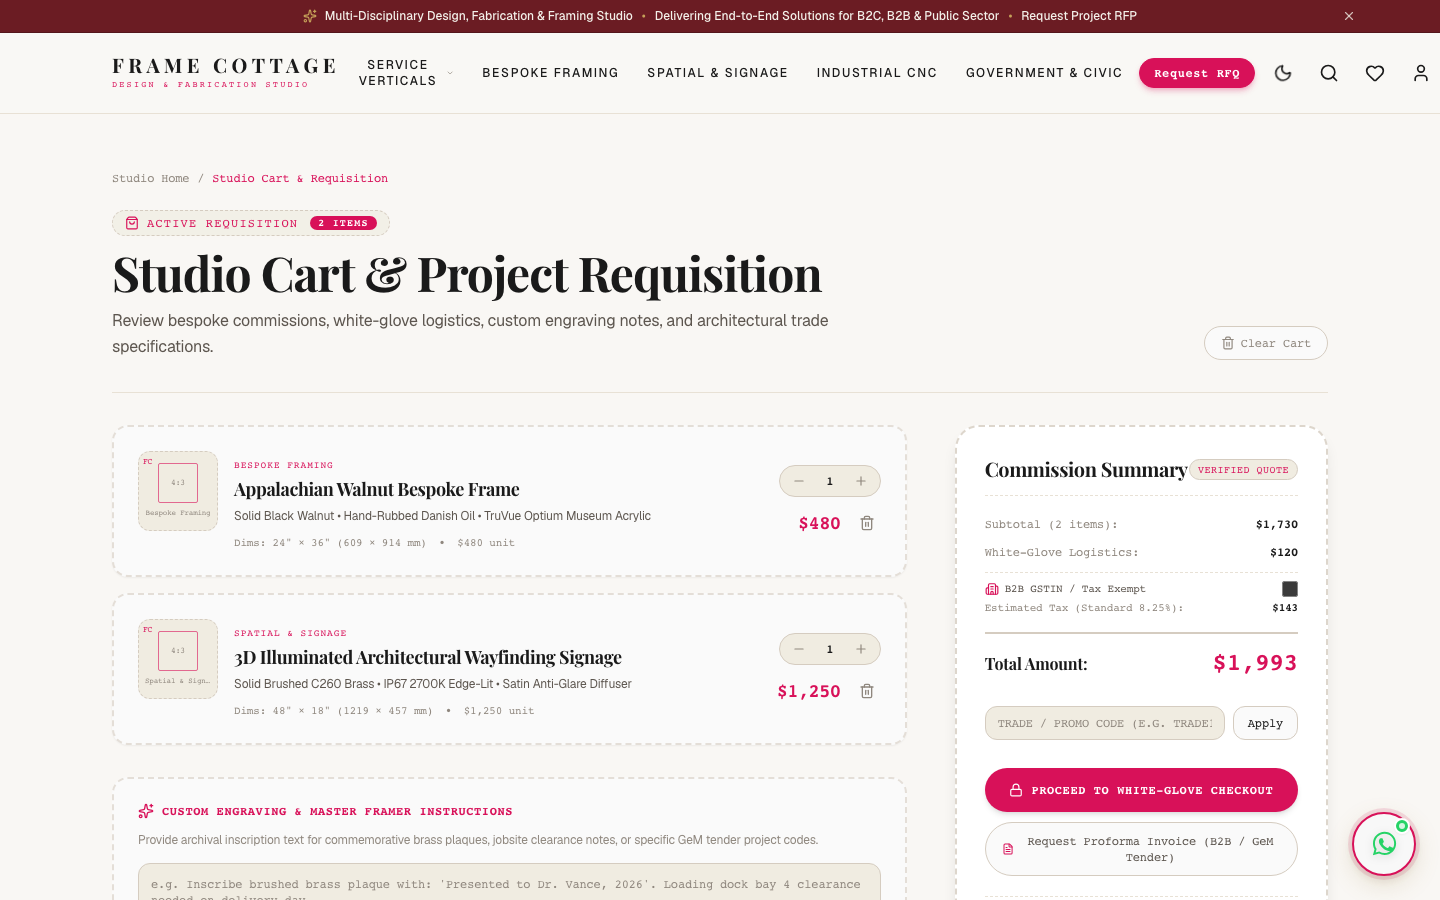 Multi-Disciplinary Design, Fabrication & Framing Studio • Delivering End-to-End Solutions for B2C, B2B & Public Sector • Request Project RFP
FRAME COTTAGE
DESIGN & FABRICATION STUDIO
SERVICE
VERTICALS
BESPOKE FRAMING
SPATIAL & SIGNAGE
INDUSTRIAL CNC
GOVERNMENT & CIVIC
Request RFQ
Studio Home / Studio Cart & Requisition
ACTIVE REQUISITION 2 ITEMS
Studio Cart & Project Requisition
Review bespoke commissions, white-glove logistics, custom engraving notes, and architectural trade
specifications.
Clear Cart
FC
4:3
Bespoke Framing
BESPOKE FRAMING
Appalachian Walnut Bespoke Frame
Solid Black Walnut • Hand-Rubbed Danish Oil • TruVue Optium Museum Acrylic
Dims: 24" × 36" (609 × 914 mm) • $480 unit
1
$480
FC
4:3
Spatial & Sign…
SPATIAL & SIGNAGE
3D Illuminated Architectural Wayfinding Signage
Solid Brushed C260 Brass • IP67 2700K Edge-Lit • Satin Anti-Glare Diffuser
Dims: 48" × 18" (1219 × 457 mm) • $1,250 unit
1
$1,250
CUSTOM ENGRAVING & MASTER FRAMER INSTRUCTIONS
Provide archival inscription text for commemorative brass plaques, jobsite clearance notes, or specific GeM tender project codes.
e.g. Inscribe brushed brass plaque with: 'Presented to Dr. Vance, 2026'. Loading dock bay 4 clearance
needed on delivery day.
Commission Summary
VERIFIED QUOTE
Subtotal (2 items): $1,730
White-Glove Logistics: $120
B2B GSTIN / Tax Exempt
Estimated Tax (Standard 8.25%): $143
Total Amount: $1,993
TRADE / PROMO CODE (E.G. TRADE
Apply
PROCEED TO WHITE-GLOVE CHECKOUT
Request Proforma Invoice (B2B / GeM
Tender)